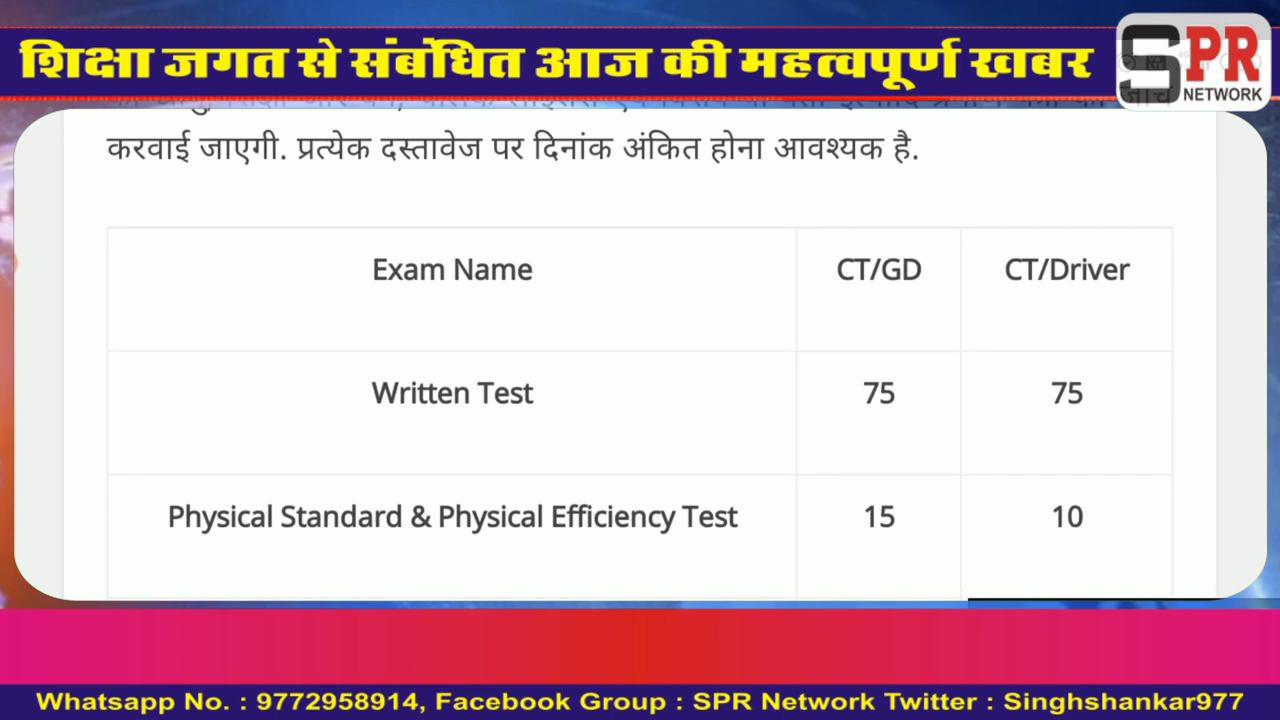 शिक्षा जगत से संबंधित आज की महत्वपूर्ण खबर
SPR
NETWORK
करवाई जाएगी. प्रत्येक दस्तावेज पर दिनांक अंकित होना आवश्यक है.
Exam Name CT/GD CT/Driver
Written Test 75 75
Physical Standard & Physical Efficiency Test 15 10
Whatsapp No. : 9772958914, Facebook Group : SPR Network Twitter : Singhshankar977